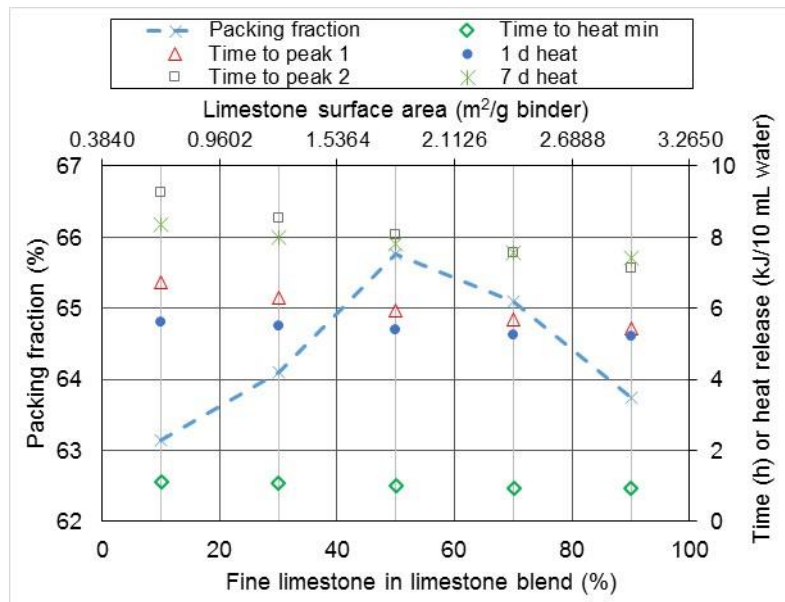 Packing fraction
Time to heat min
Time to peak 1
1 d heat
Time to peak 2
7 d heat
Limestone surface area (m²/g binder)
0.3840 0.9602 1.5364 2.1126 2.6888 3.2650
67 10
66 8
65 6
64 4
63 2
62 0
Packing fraction (%)
Time (h) or heat release (kJ/10 mL water)
0 20 40 60 80 100
Fine limestone in limestone blend (%)